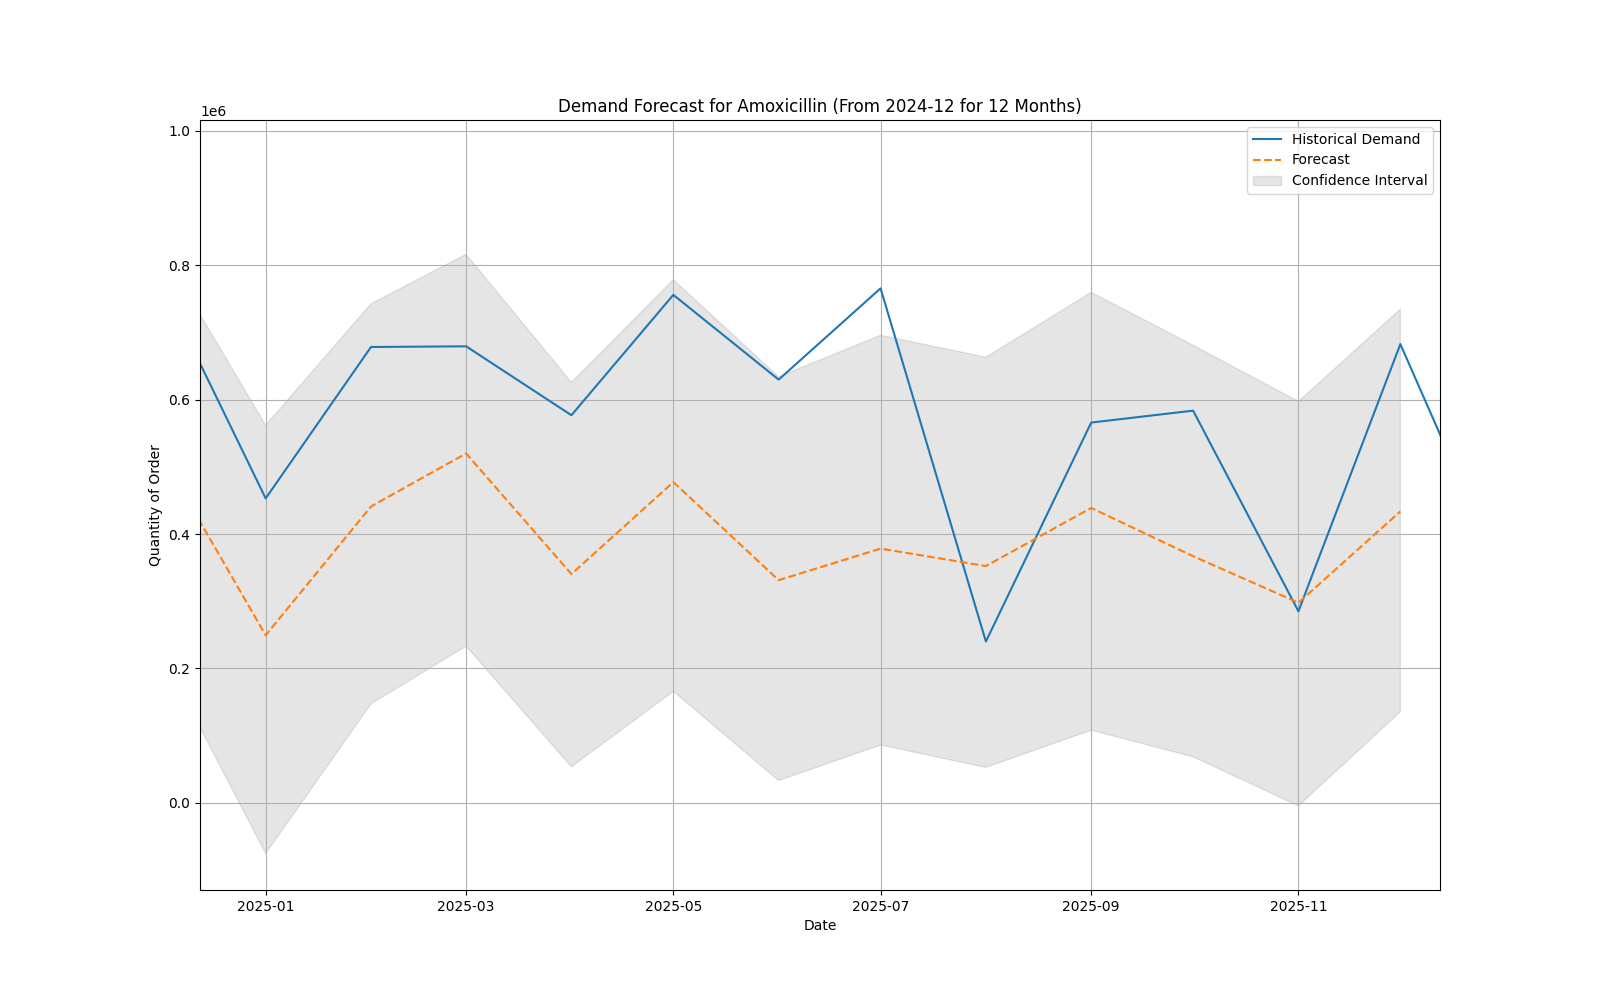 Demand Forecast for Amoxicillin (From 2024-12 for 12 Months)
1e6
1.0
0.8
0.6
0.4
0.2
0.0
Quantity of Order
Historical Demand
Forecast
Confidence Interval
2025-01 2025-03 2025-05 2025-07 2025-09 2025-11
Date